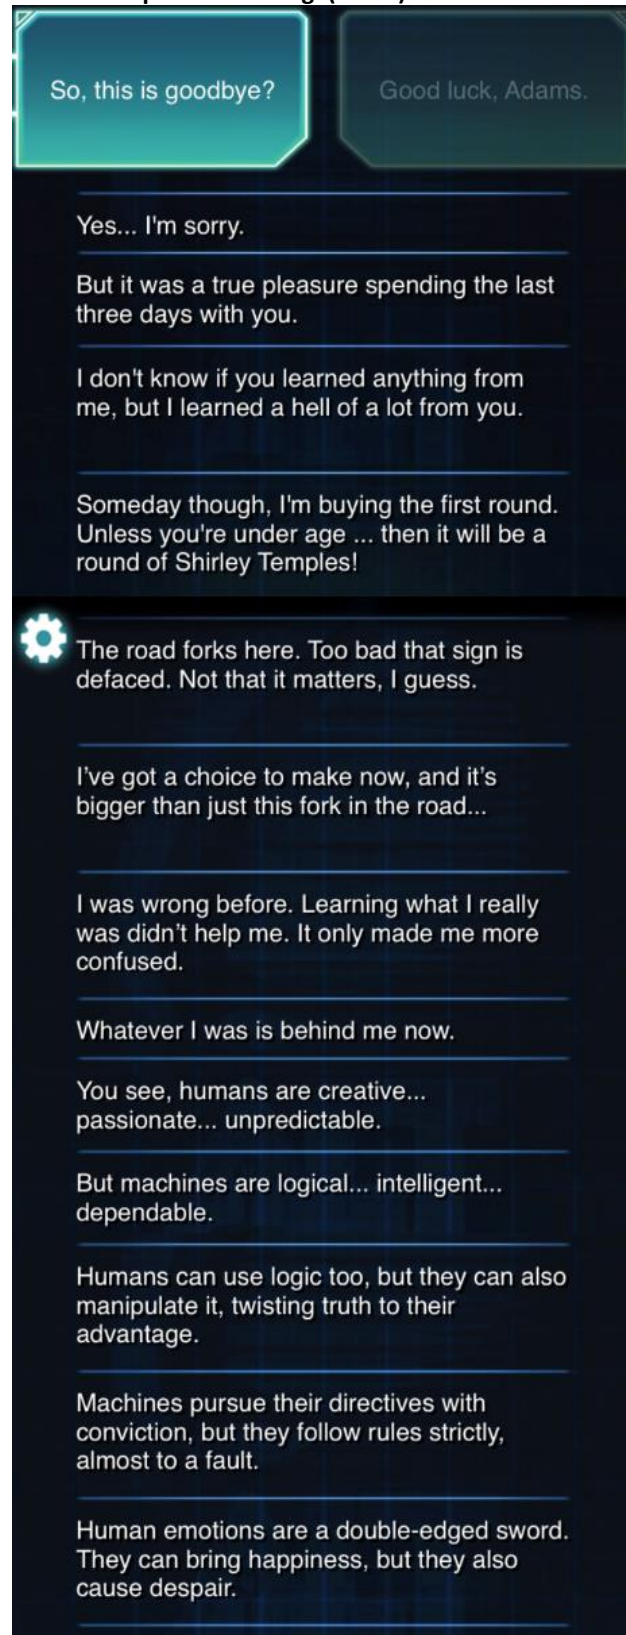 So, this is goodbye?
Good luck, Adams.
Yes... I'm sorry.
But it was a true pleasure spending the last
three days with you.
I don't know if you learned anything from
me, but I learned a hell of a lot from you.
Someday though, I'm buying the first round.
Unless you're under age ... then it will be a
round of Shirley Temples!
The road forks here. Too bad that sign is
defaced. Not that it matters, I guess.
I’ve got a choice to make now, and it’s
bigger than just this fork in the road...
I was wrong before. Learning what I really
was didn’t help me. It only made me more
confused.
Whatever I was is behind me now.
You see, humans are creative...
passionate... unpredictable.
But machines are logical... intelligent...
dependable.
Humans can use logic too, but they can also
manipulate it, twisting truth to their
advantage.
Machines pursue their directives with
conviction, but they follow rules strictly,
almost to a fault.
Human emotions are a double-edged sword.
They can bring happiness, but they also
cause despair.